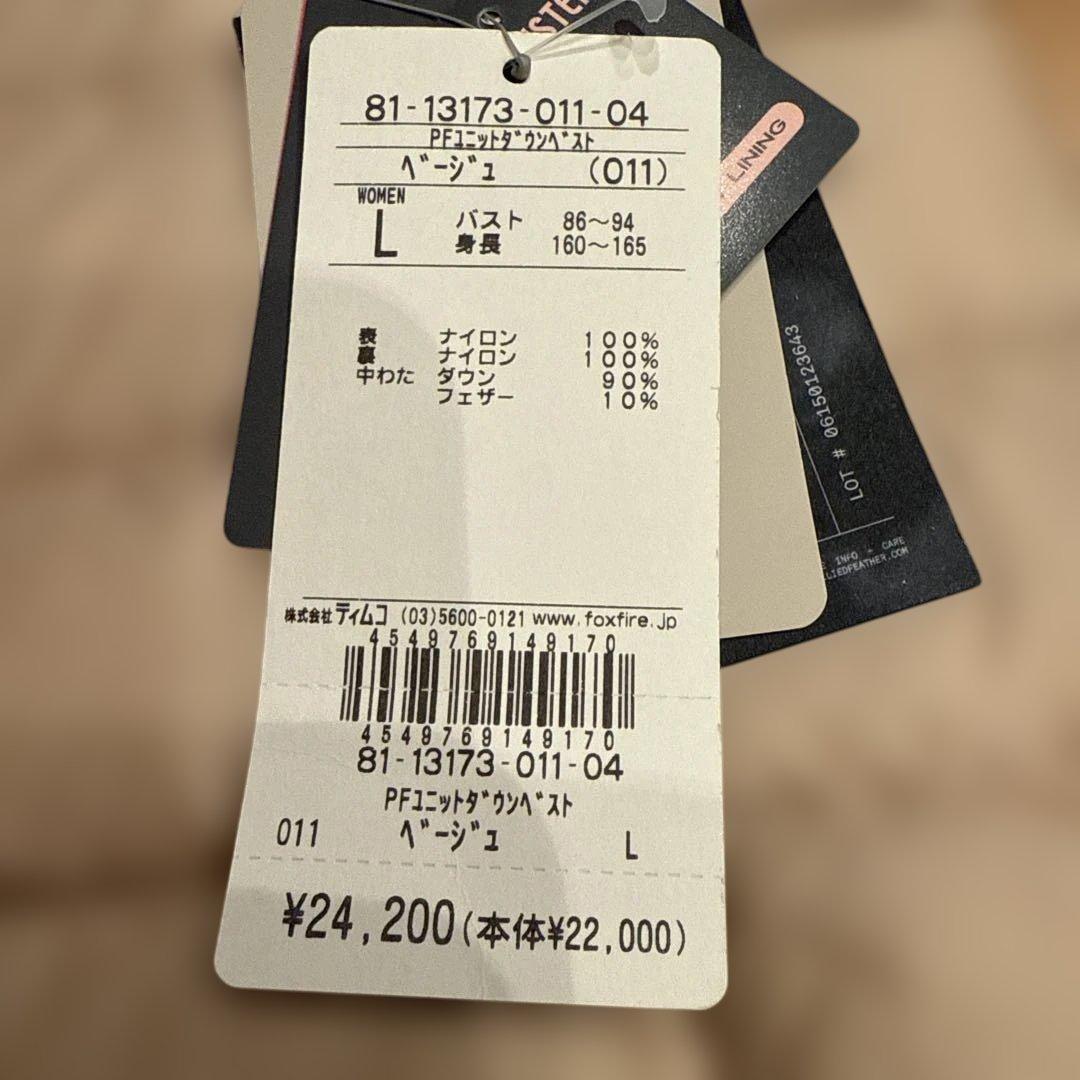 81-13173-011-04
PFユニットダウンベスト
ベージュ (011)
WOMEN
L バスト 86〜94
身長 160〜165
表 ナイロン 100%
裏 ナイロン 100%
中わた ダウン 90%
フェザー 10%
株式会社ティムコ (03)5600-0121 www.foxfire.jp
4549769149170
4549769149170
81-13173-011-04
PFユニットダウンベスト
011 ベージュ L
¥24,200(本体¥22,000)
LINING
LOT # 06150123643
INFO + CARE